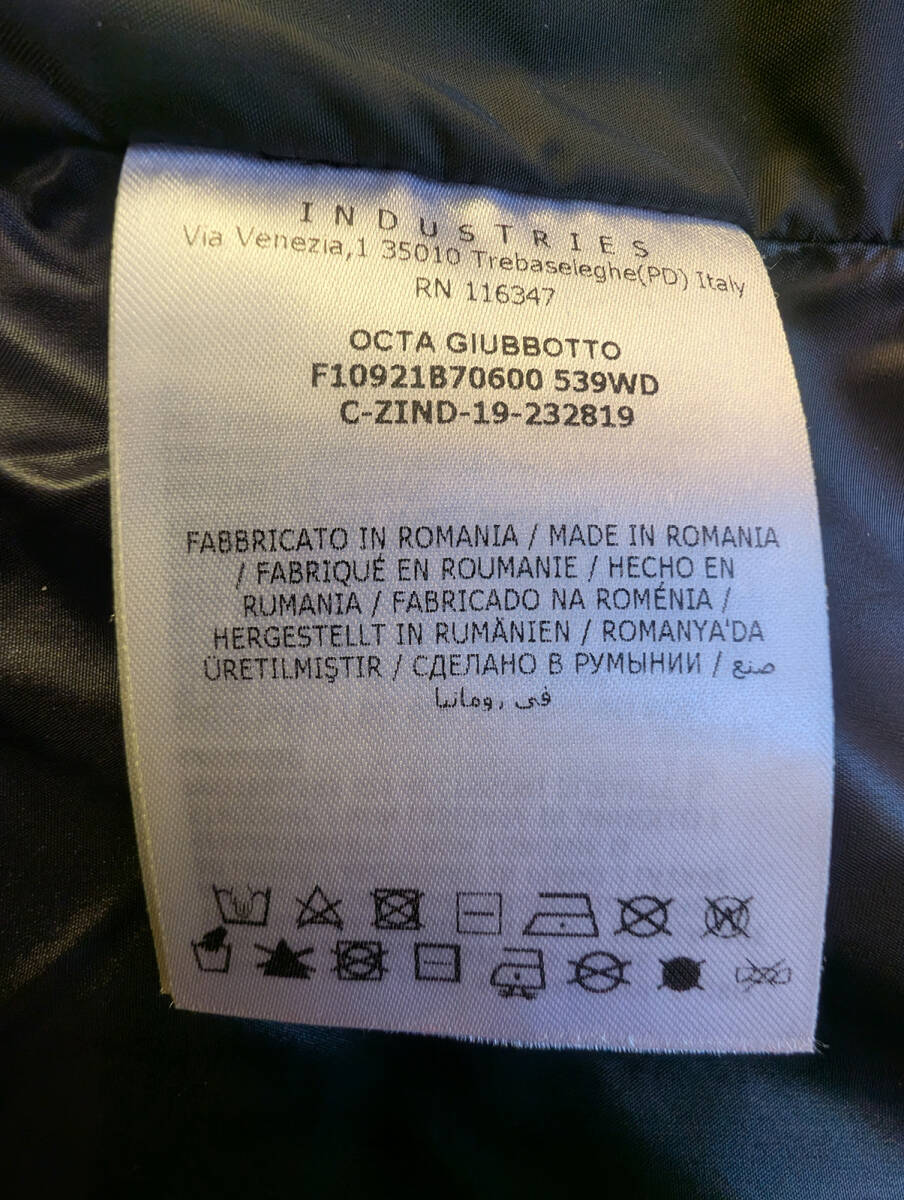 INDUSTRIES
Via Venezia,1 35010 Trebaseleghe(PD) Italy
RN 116347
OCTA GIUBBOTTO
F10921B70600 539WD
C-ZIND-19-232819
FABBRICATO IN ROMANIA / MADE IN ROMANIA
/ FABRIQUÉ EN ROUMANIE / HECHO EN
RUMANIA / FABRICADO NA ROMÉNIA /
HERGESTELLT IN RUMÄNIEN / ROMANYA'DA
ÜRETILMIŞTIR / СДЕЛАНО В РУМЫНИИ / صنع
في رومانيا
W